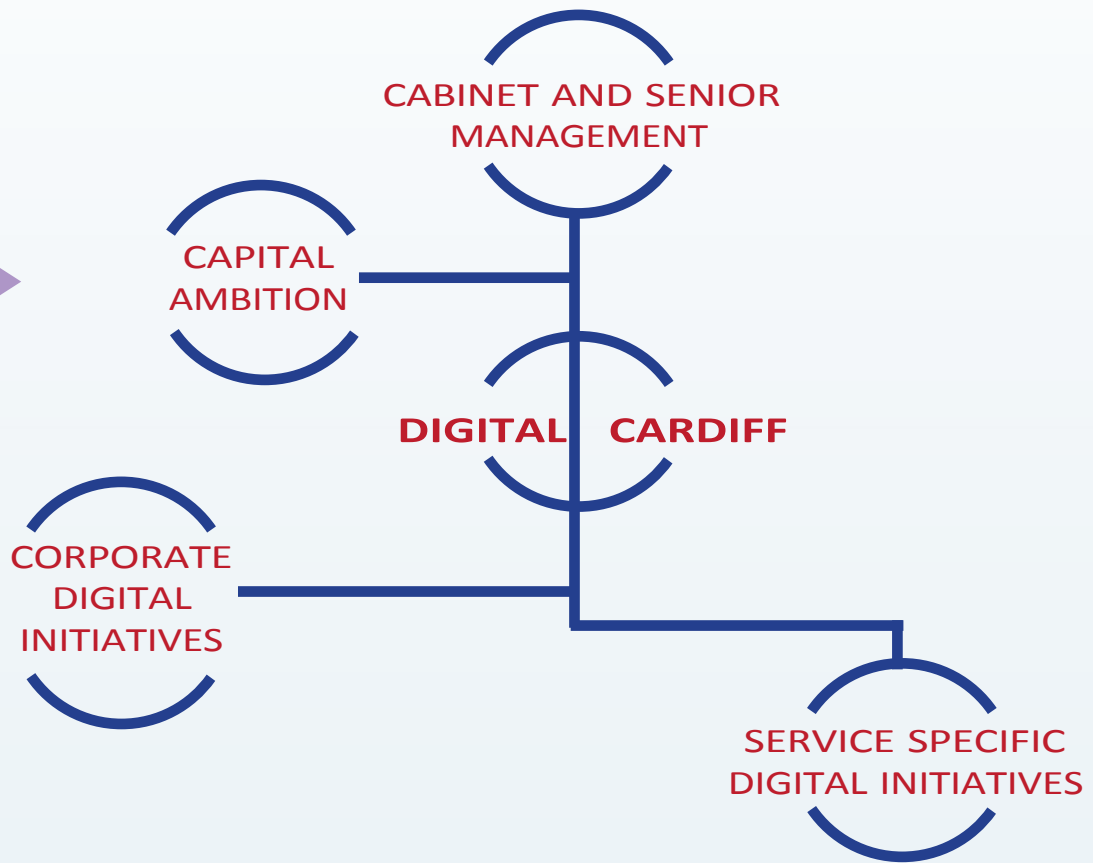 CABINET AND SENIOR
MANAGEMENT
CAPITAL
AMBITION
DIGITAL CARDIFF
CORPORATE
DIGITAL
INITIATIVES
SERVICE SPECIFIC
DIGITAL INITIATIVES